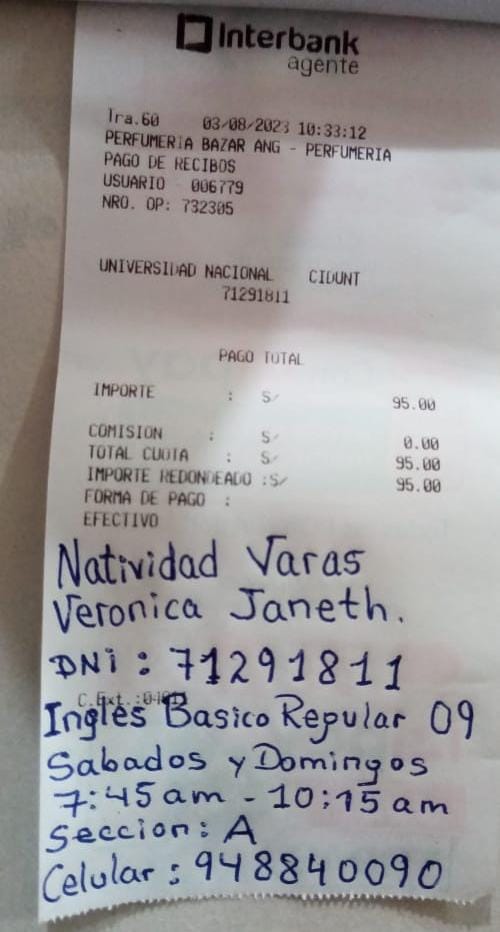 Interbank
agente
Tra.60 03/08/2023 10:33:12
PERFUMERIA BAZAR ANG - PERFUMERIA
PAGO DE RECIBOS
USUARIO 006779
NRO. OP: 732305
UNIVERSIDAD NACIONAL CIDUNT
71291811
PAGO TOTAL
IMPORTE : S/ 95.00
COMISION : S/ 0.00
TOTAL CUOTA : S/ 95.00
IMPORTE REDONDEADO :S/ 95.00
FORMA DE PAGO :
EFECTIVO
Natividad Varas
Veronica Janeth.
DNi : 71291811
C.Ext.:
Ingles Basico Regular 09
Sabados y Domingos
7:45 am - 10:15 am
Seccion: A
Celular : 948840090